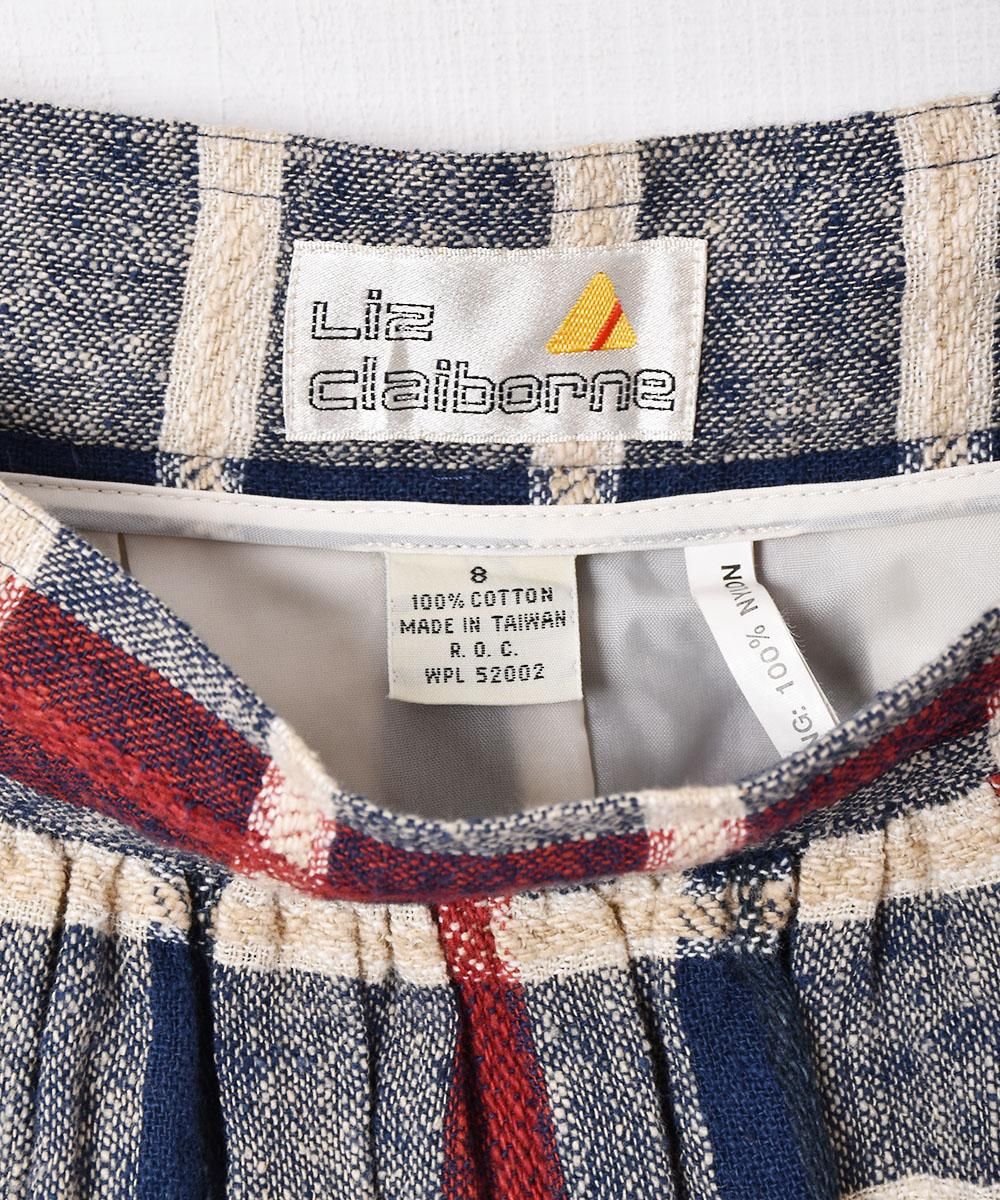 Liz
claiborne
8
100% COTTON
MADE IN TAIWAN
R. O. C.
WPL 52002
100% NYLON